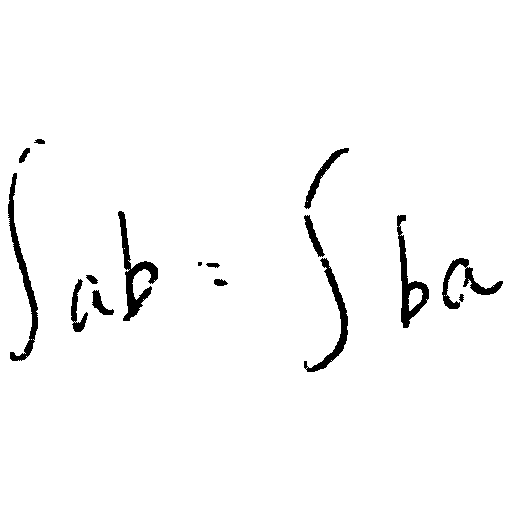 ∫ab = ∫ba